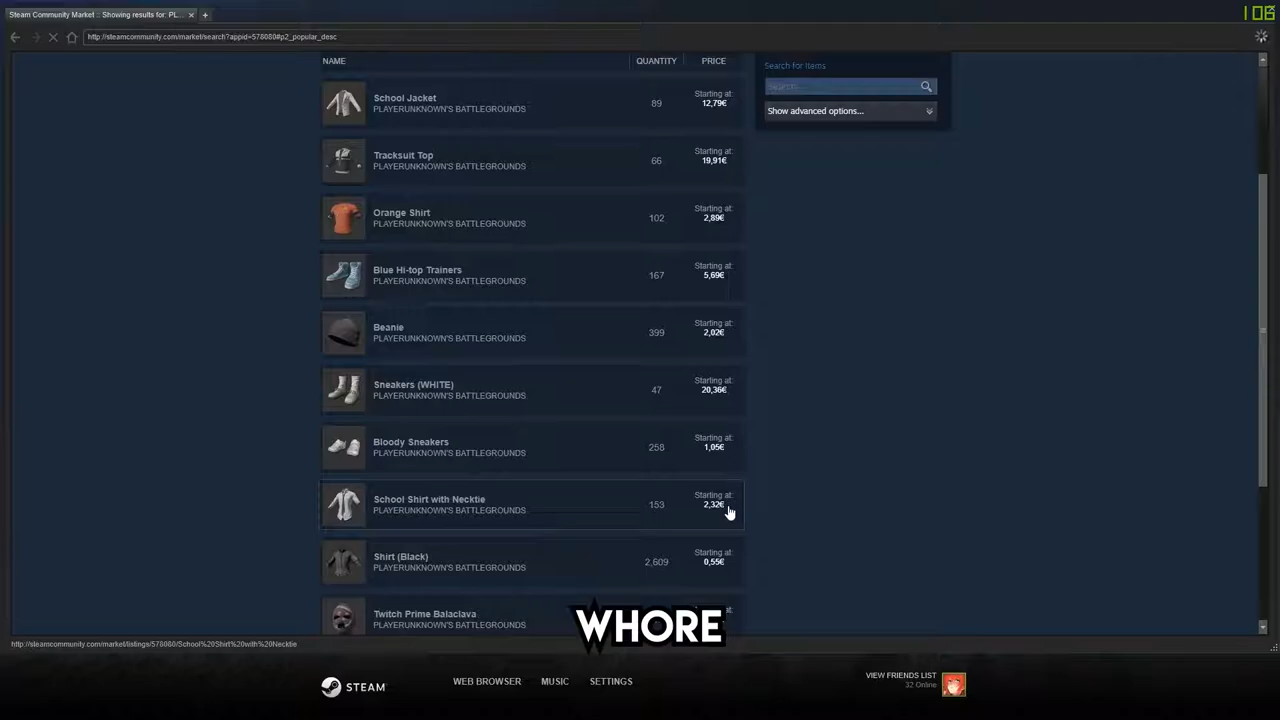 Steam Community Market :: Showing results for: PL...
106
http://steamcommunity.com/market/search?appid=578080#p2_popular_desc
NAME QUANTITY PRICE
Search for Items
Search...
Show advanced options...
School Jacket
PLAYERUNKNOWN'S BATTLEGROUNDS
89
Starting at:
12,79€
Tracksuit Top
PLAYERUNKNOWN'S BATTLEGROUNDS
66
Starting at:
19,91€
Orange Shirt
PLAYERUNKNOWN'S BATTLEGROUNDS
102
Starting at:
2,89€
Blue Hi-top Trainers
PLAYERUNKNOWN'S BATTLEGROUNDS
167
Starting at:
5,69€
Beanie
PLAYERUNKNOWN'S BATTLEGROUNDS
399
Starting at:
2,02€
Sneakers (WHITE)
PLAYERUNKNOWN'S BATTLEGROUNDS
47
Starting at:
20,36€
Bloody Sneakers
PLAYERUNKNOWN'S BATTLEGROUNDS
258
Starting at:
1,05€
School Shirt with Necktie
PLAYERUNKNOWN'S BATTLEGROUNDS
153
Starting at:
2,32€
Shirt (Black)
PLAYERUNKNOWN'S BATTLEGROUNDS
2,609
Starting at:
0,55€
Twitch Prime Balaclava
PLAYERUNKNOWN'S BATTLEGROUNDS
WHORE
http://steamcommunity.com/market/listings/578080/School%20Shirt%20with%20Necktie
STEAM
WEB BROWSER MUSIC SETTINGS
VIEW FRIENDS LIST
32 Online